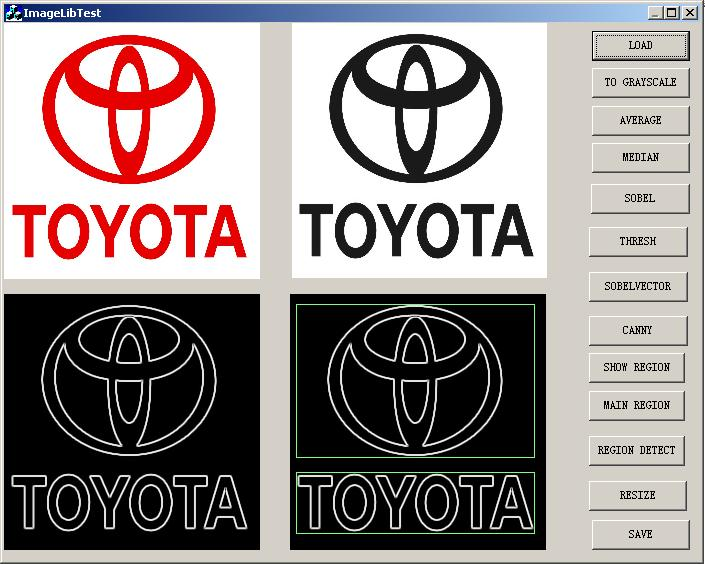 ImageLibTest
TOYOTA
TOYOTA
TOYOTA
TOYOTA
LOAD
TO GRAYSCALE
AVERAGE
MEDIAN
SOBEL
THRESH
SOBELVECTOR
CANNY
SHOW REGION
MAIN REGION
REGION DETECT
RESIZE
SAVE